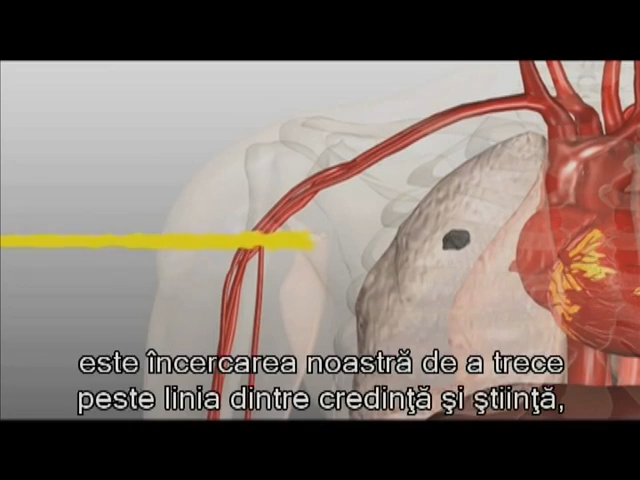 este încercarea noastră de a trece
peste linia dintre credinţă şi ştiinţă,